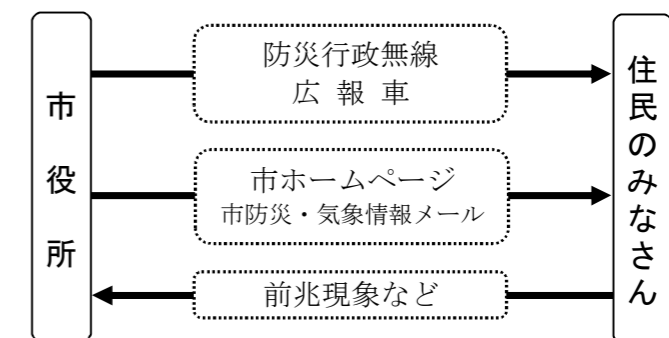 市役所
防災行政無線
広報車
市ホームページ
市防災・気象情報メール
前兆現象など
住民のみなさん